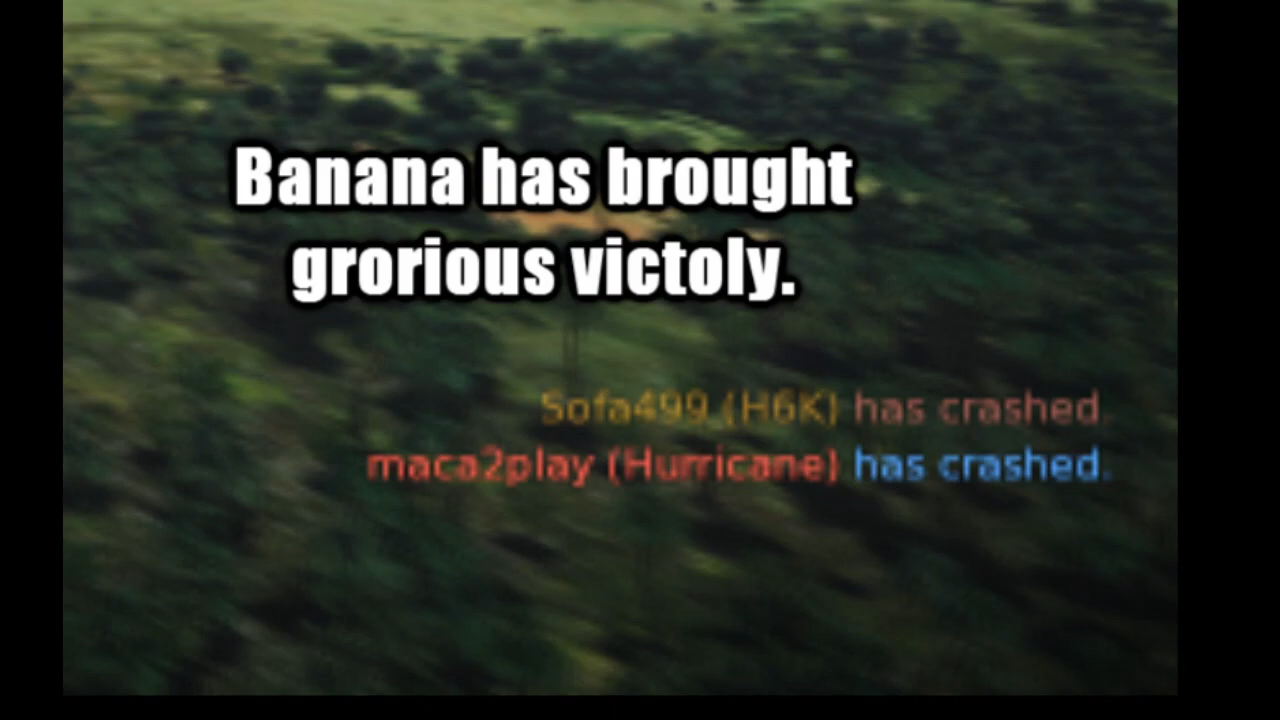 Banana has brought
grorious victoly.
Sofa499 (H6K) has crashed.
maca2play (Hurricane) has crashed.